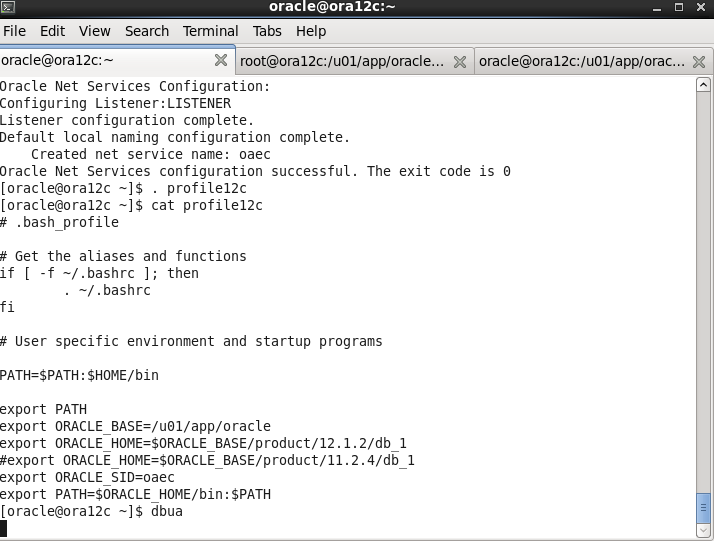 oracle@ora12c:~
File Edit View Search Terminal Tabs Help
oracle@ora12c:~ root@ora12c:/u01/app/oracle... oracle@ora12c:/u01/app/orac...
Oracle Net Services Configuration:
Configuring Listener:LISTENER
Listener configuration complete.
Default local naming configuration complete.
    Created net service name: oaec
Oracle Net Services configuration successful. The exit code is 0
[oracle@ora12c ~]$ . profile12c
[oracle@ora12c ~]$ cat profile12c
# .bash_profile
# Get the aliases and functions
if [ -f ~/.bashrc ]; then
        . ~/.bashrc
fi
# User specific environment and startup programs
PATH=$PATH:$HOME/bin
export PATH
export ORACLE_BASE=/u01/app/oracle
export ORACLE_HOME=$ORACLE_BASE/product/12.1.2/db_1
#export ORACLE_HOME=$ORACLE_BASE/product/11.2.4/db_1
export ORACLE_SID=oaec
export PATH=$ORACLE_HOME/bin:$PATH
[oracle@ora12c ~]$ dbua